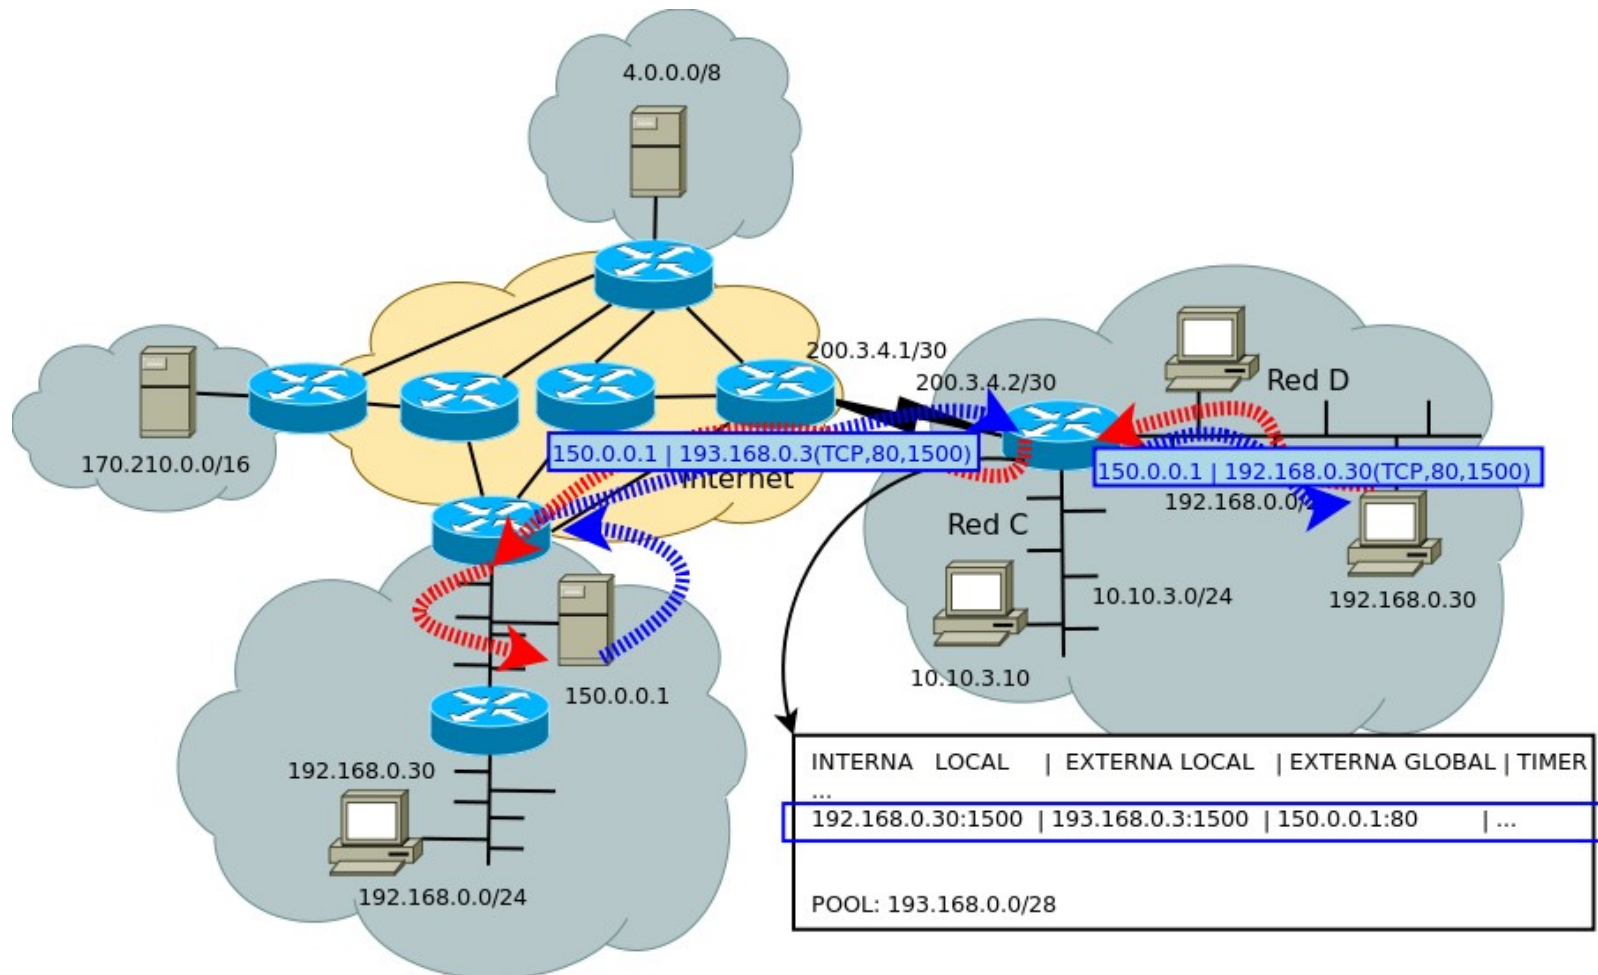 4.0.0.0/8
200.3.4.1/30
200.3.4.2/30
Red D
170.210.0.0/16
150.0.0.1 | 193.168.0.3(TCP,80,1500)
150.0.0.1 | 192.168.0.30(TCP,80,1500)
Internet
192.168.0.0/2
Red C
10.10.3.0/24
192.168.0.30
10.10.3.10
150.0.0.1
192.168.0.30
192.168.0.0/24
INTERNA LOCAL | EXTERNA LOCAL | EXTERNA GLOBAL | TIMER
...
192.168.0.30:1500 | 193.168.0.3:1500 | 150.0.0.1:80 | ...
POOL: 193.168.0.0/28